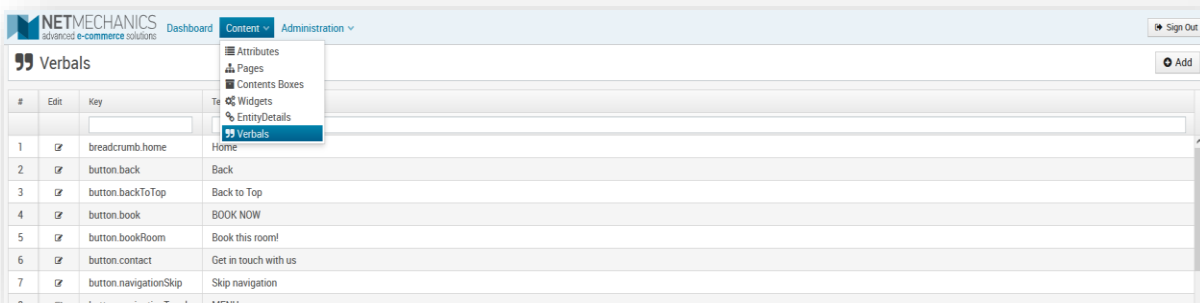 NETMECHICS
advanced e-commerce solutions
Dashboard Content Administration Sign Out
Attributes
Pages
Contents Boxes
Widgets
EntityDetails
Verbals
Verbals Add
# Edit Key
1 breadcrumb.home Home
2 button.back Back
3 button.backToTop Back to Top
4 button.book BOOK NOW
5 button.bookRoom Book this room!
6 button.contact Get in touch with us
7 button.navigationSkip Skip navigation